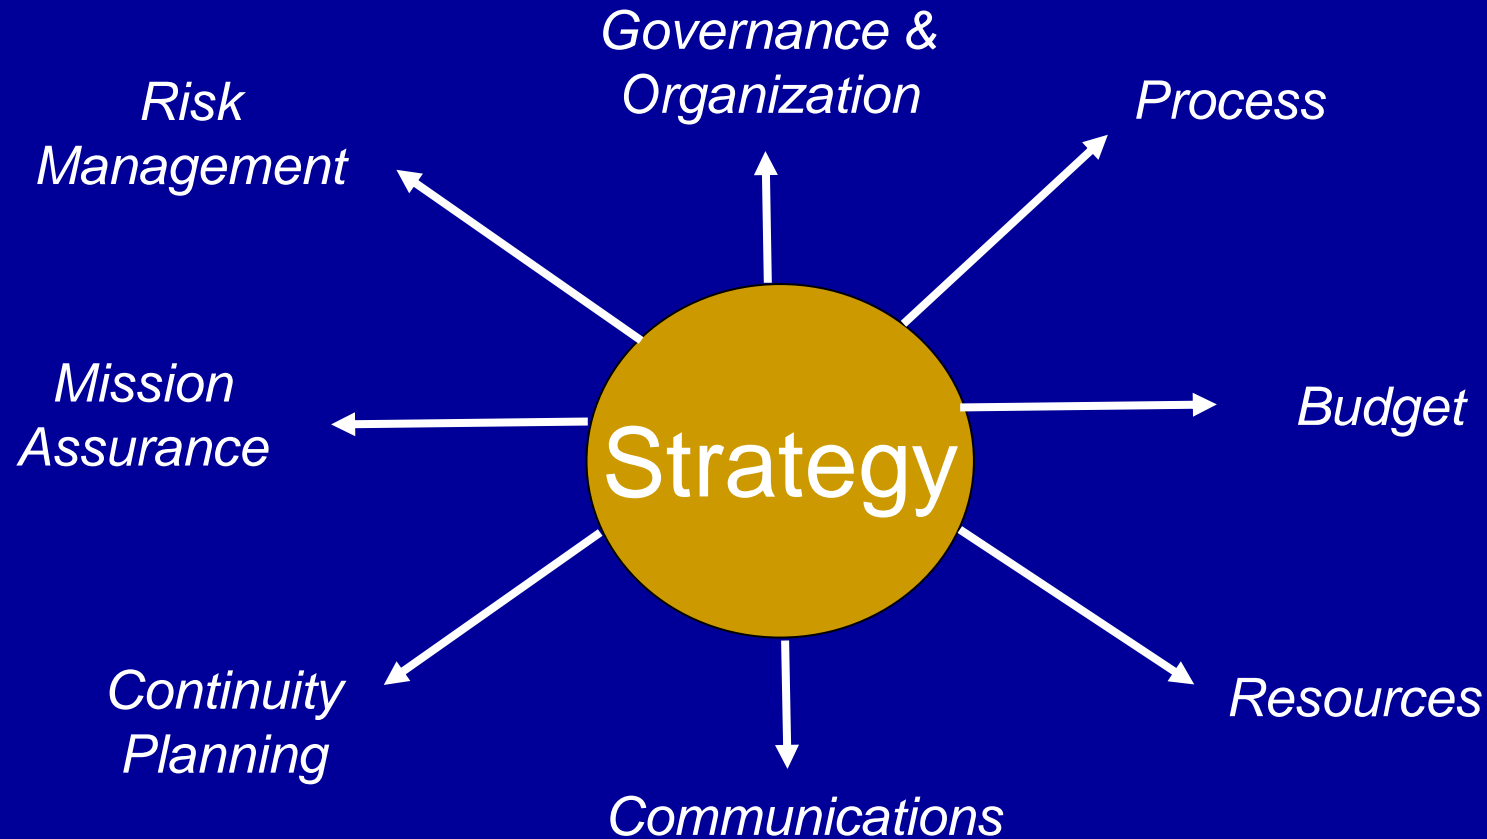 Governance &
Organization
Risk
Management
Process
Mission
Assurance
Budget
Strategy
Continuity
Planning
Resources
Communications